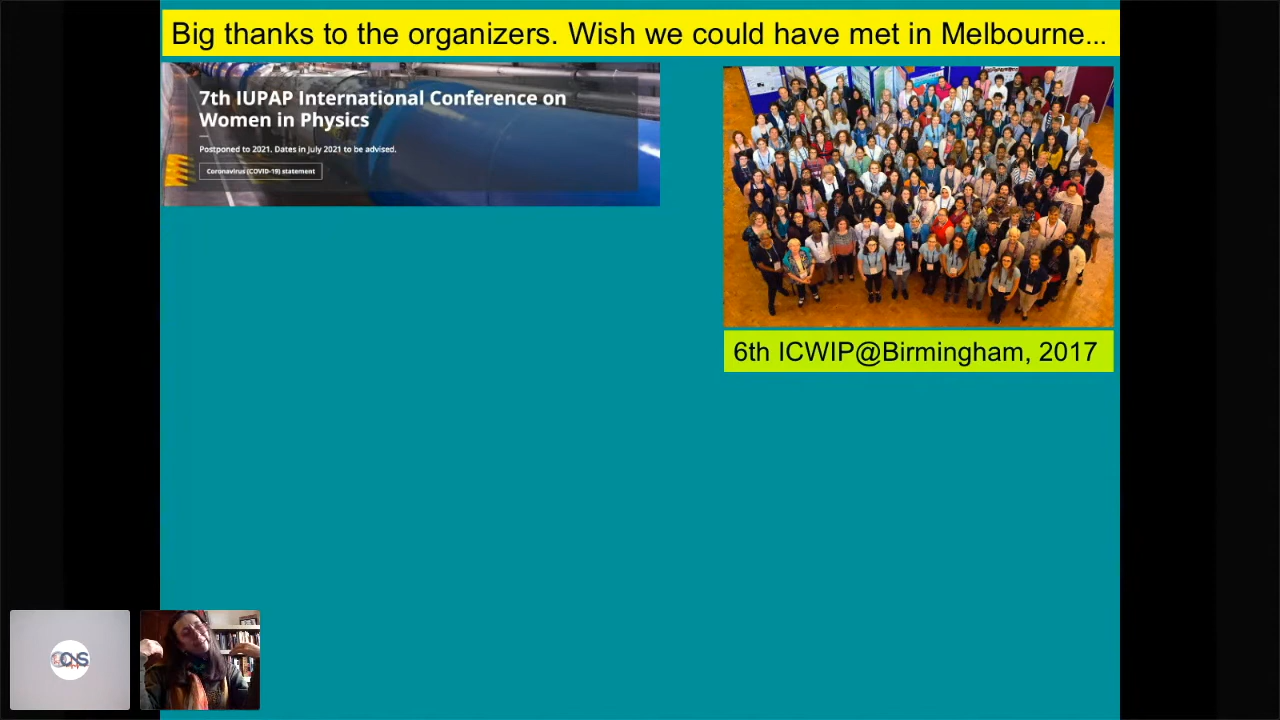 Big thanks to the organizers. Wish we could have met in Melbourne...
7th IUPAP International Conference on
Women in Physics
Postponed to 2021. Dates in July 2021 to be advised.
Coronavirus (COVID-19) statement
6th ICWIP@Birmingham, 2017